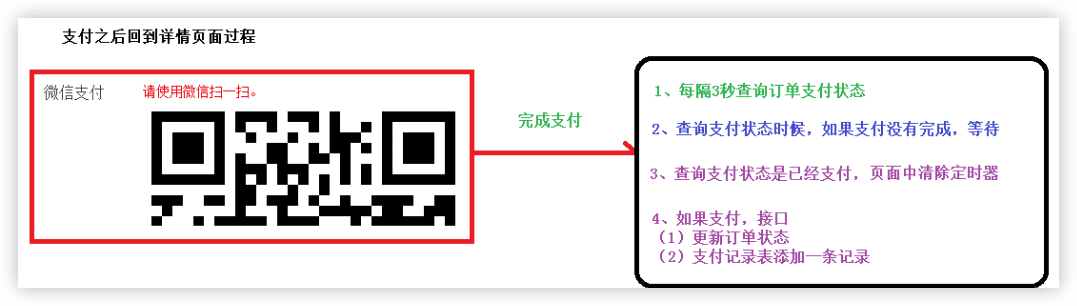 支付之后回到详情页面过程
微信支付
请使用微信扫一扫。
完成支付
1、每隔3秒查询订单支付状态
2、查询支付状态时候，如果支付没有完成，等待
3、查询支付状态是已经支付，页面中清除定时器
4、如果支付，接口
（1）更新订单状态
（2）支付记录表添加一条记录